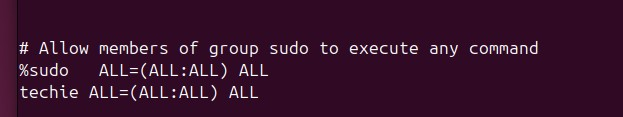 # Allow members of group sudo to execute any command
%sudo   ALL=(ALL:ALL) ALL
techie ALL=(ALL:ALL) ALL